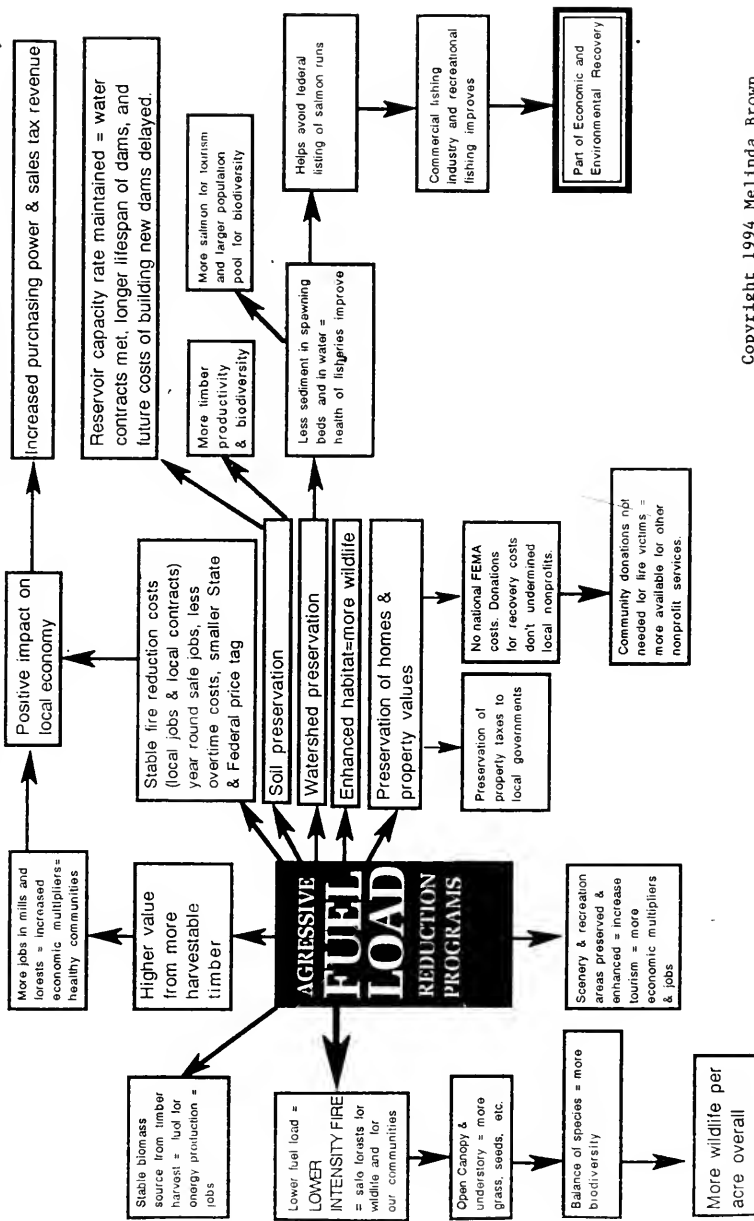 More jobs in mills and
forests = increased
economic multipliers=
healthy communities
Positive impact on
local economy
Increased purchasing power & sales tax revenue
Stable biomass
source from timber
harvest = fuel for
energy production =
jobs
Higher value
from more
harvestable
timber
Stable fire reduction costs
(local jobs & local contracts)
year round safe jobs, less
overtime costs, smaller State
& Federal price tag
Reservoir capacity rate maintained = water
contracts met, longer lifespan of dams, and
future costs of building new dams delayed.
Lower fuel load =
LOWER
INTENSITY FIRE
= safe forests for
wildlife and for
our communities
AGRESSIVE
FUEL
LOAD
REDUCTION
PROGRAMS
Soil preservation
Watershed preservation
Enhanced habitat=more wildlife
Preservation of homes &
property values
More timber
productivity
& biodiversity
More salmon for tourism
and larger population
pool for biodiversity
Less sediment in spawning
beds and in water =
health of fisheries improve
Helps avoid federal
listing of salmon runs
Open Canopy &
understory = more
grass, seeds, etc.
Balance of species = more
biodiversity
More wildlife per
acre overall
Scenery & recreation
areas preserved &
enhanced = increase
tourism = more
economic multipliers
& jobs
Preservation of
property taxes to
local governments
No national FEMA
costs. Donations
for recovery costs
don't undermined
local nonprofits.
Community donations not
needed for fire victims =
more available for other
nonprofit services.
Commercial fishing
industry and recreational
fishing improves
Part of Economic and
Environmental Recovery
Copyright 1994 Melinda Brown